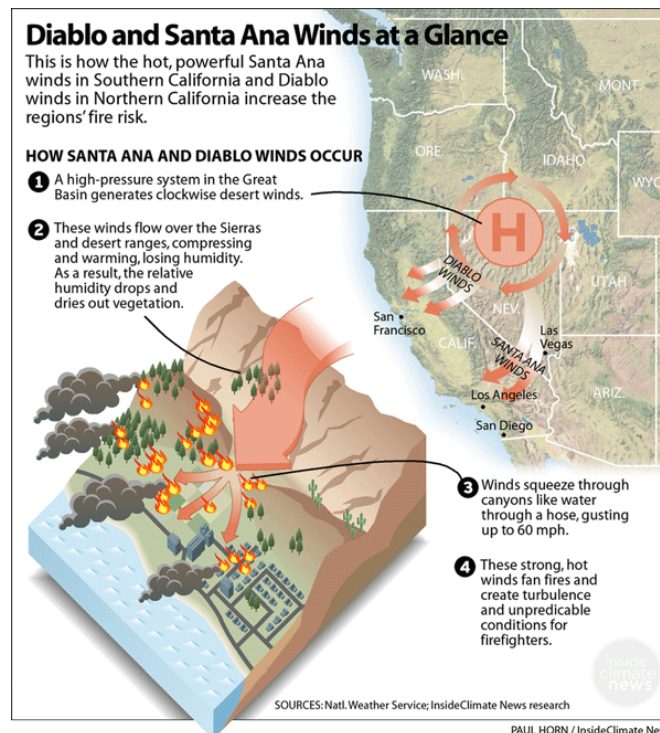 Diablo and Santa Ana Winds at a Glance
This is how the hot, powerful Santa Ana
winds in Southern California and Diablo
winds in Northern California increase the
regions' fire risk.
HOW SANTA ANA AND DIABLO WINDS OCCUR
1 A high-pressure system in the Great
Basin generates clockwise desert winds.
2 These winds flow over the Sierras
and desert ranges, compressing
and warming, losing humidity.
As a result, the relative
humidity drops and
dries out vegetation.
WASH.
MONT.
ORE.
IDAHO
WYO
H
DIABLO
WINDS
UTAH
NEV.
San
Francisco
CALIF.
SANTA ANA
WINDS
Las
Vegas
ARIZ.
Los Angeles
San Diego
3 Winds squeeze through
canyons like water
through a hose, gusting
up to 60 mph.
4 These strong, hot
winds fan fires and
create turbulence
and unpredicable
conditions for
firefighters.
inside
climate
news
SOURCES: Natl. Weather Service; InsideClimate News research
PAUL HORN / InsideClimate Ne